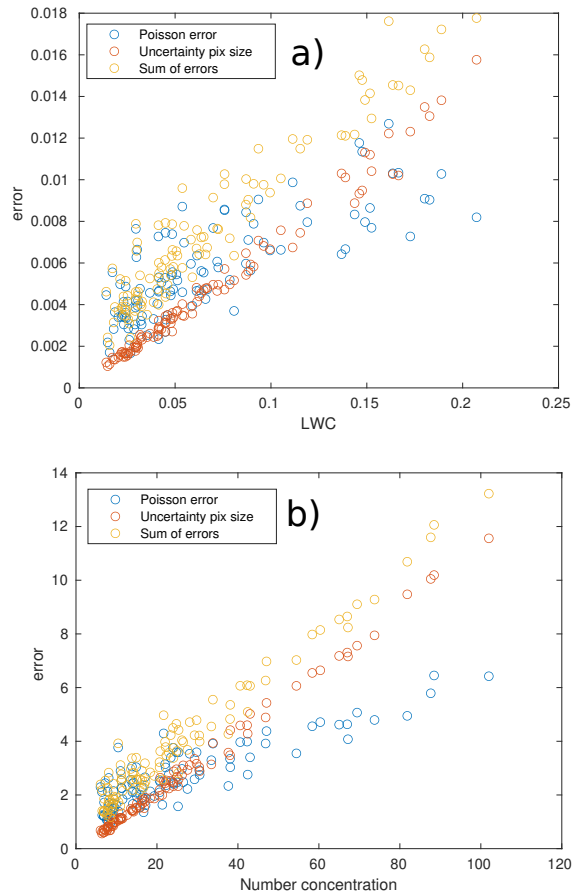 0.018
0.016
0.014
0.012
0.01
0.008
0.006
0.004
0.002
0
error
Poisson error
Uncertainty pix size
Sum of errors
a)
0 0.05 0.1 0.15 0.2 0.25
LWC
14
12
10
8
6
4
2
0
error
Poisson error
Uncertainty pix size
Sum of errors
b)
0 20 40 60 80 100 120
Number concentration